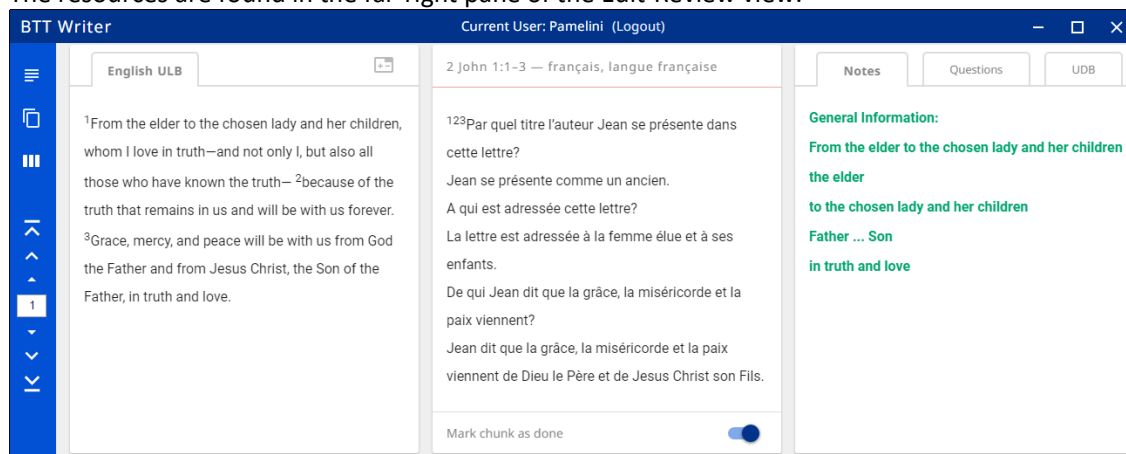 The resources are found in the far right pane of the Edit-Review view.
BTT Writer
Current User: Pamelini (Logout)
English ULB
1From the elder to the chosen lady and her children,
whom I love in truth—and not only I, but also all
those who have known the truth— 2because of the
truth that remains in us and will be with us forever.
3Grace, mercy, and peace will be with us from God
the Father and from Jesus Christ, the Son of the
Father, in truth and love.
1
2 John 1:1–3 — français, langue française
123Par quel titre l'auteur Jean se présente dans
cette lettre?
Jean se présente comme un ancien.
A qui est adressée cette lettre?
La lettre est adressée à la femme élue et à ses
enfants.
De qui Jean dit que la grâce, la miséricorde et la
paix viennent?
Jean dit que la grâce, la miséricorde et la paix
viennent de Dieu le Père et de Jesus Christ son Fils.
Mark chunk as done
Notes
Questions
UDB
General Information:
From the elder to the chosen lady and her children
the elder
to the chosen lady and her children
Father ... Son
in truth and love